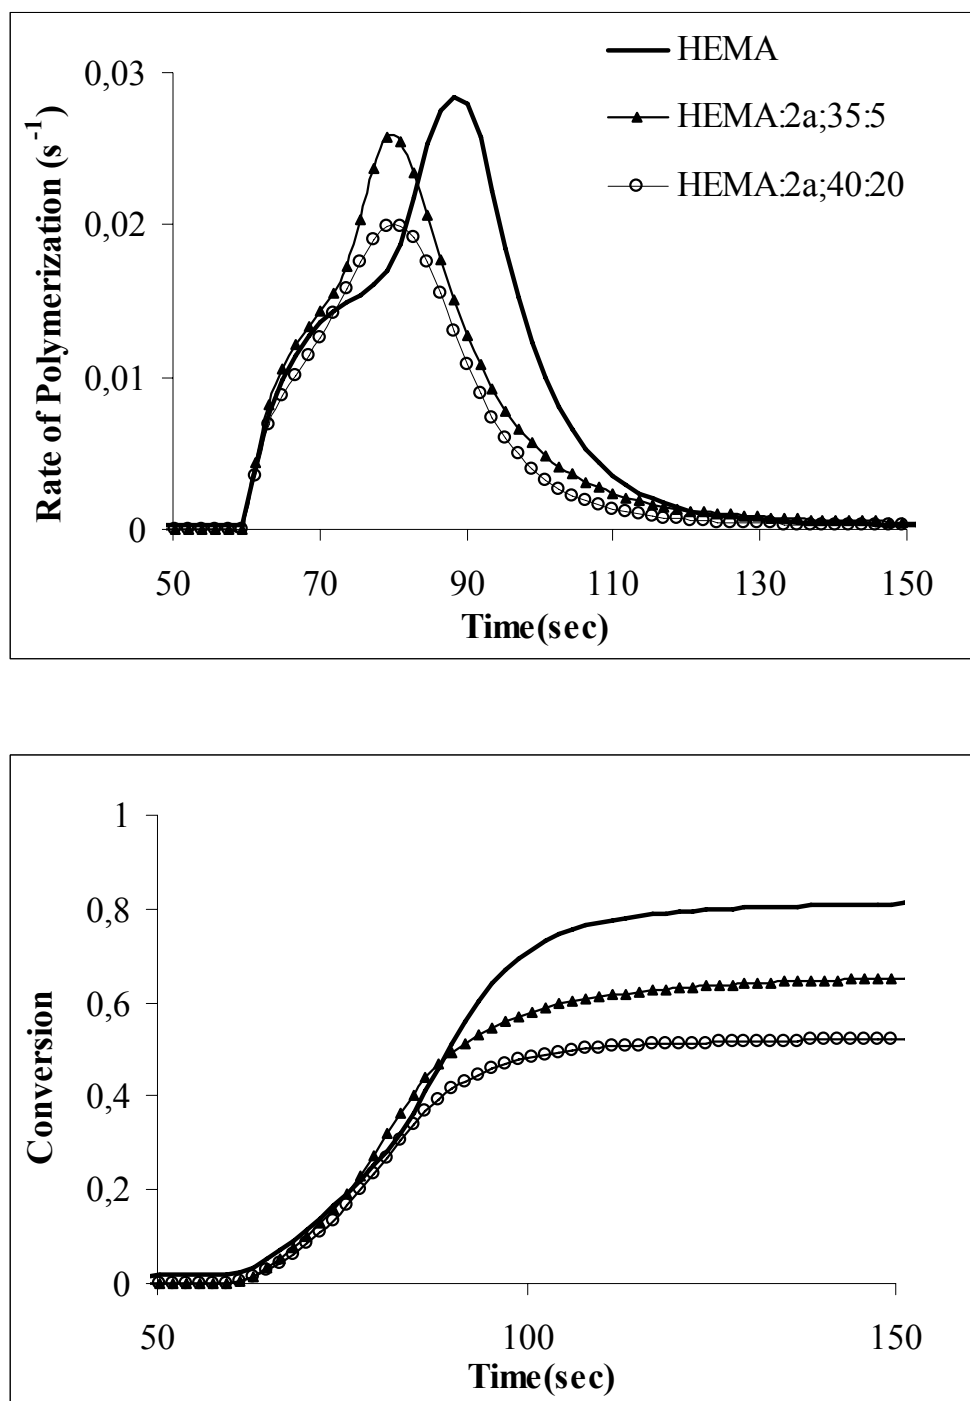 HEMA
HEMA:2a;35:5
HEMA:2a;40:20
Rate of Polymerization (s⁻¹)
0,03
0,02
0,01
0
50 70 90 110 130 150
Time(sec)
Conversion
1
0,8
0,6
0,4
0,2
0
50 100 150
Time(sec)